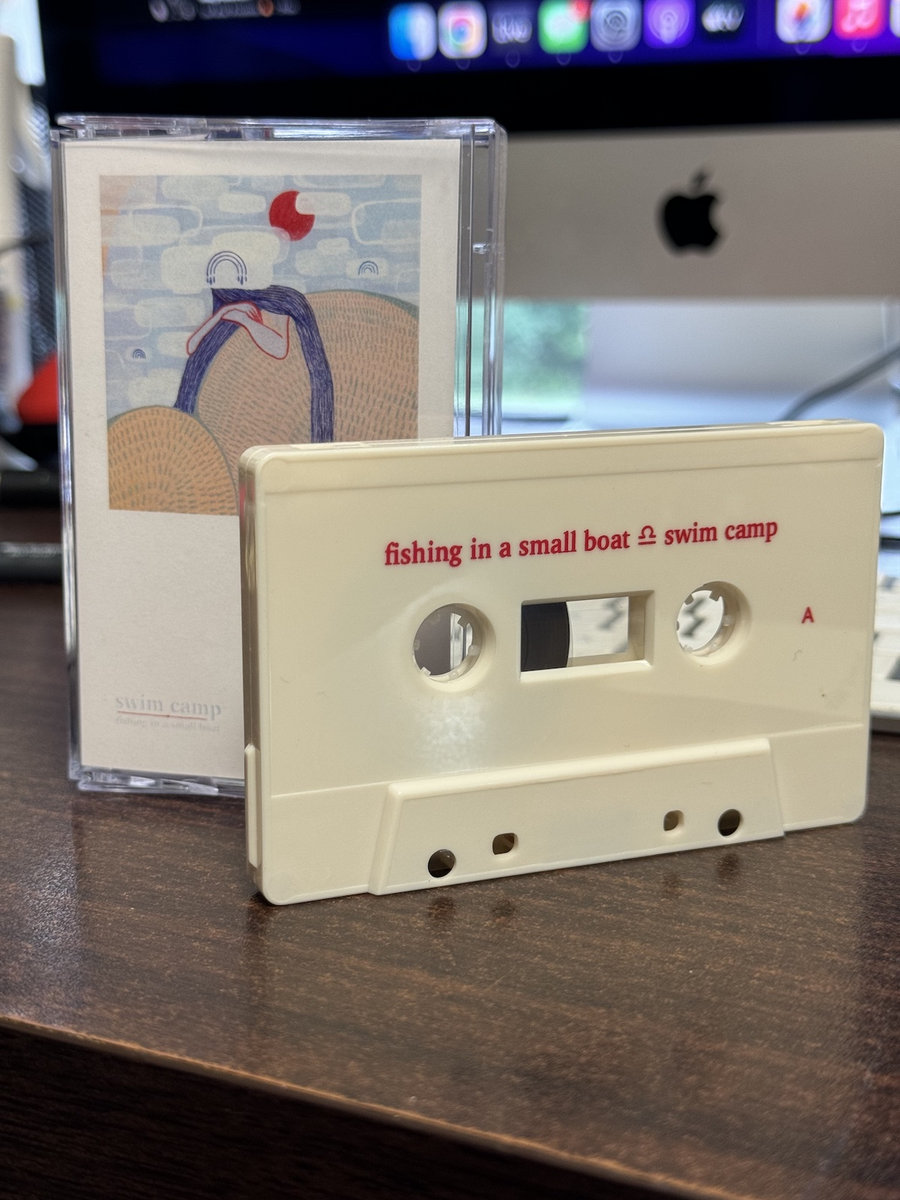 swim camp
fishing in a small boat
fishing in a small boat ♎ swim camp
A